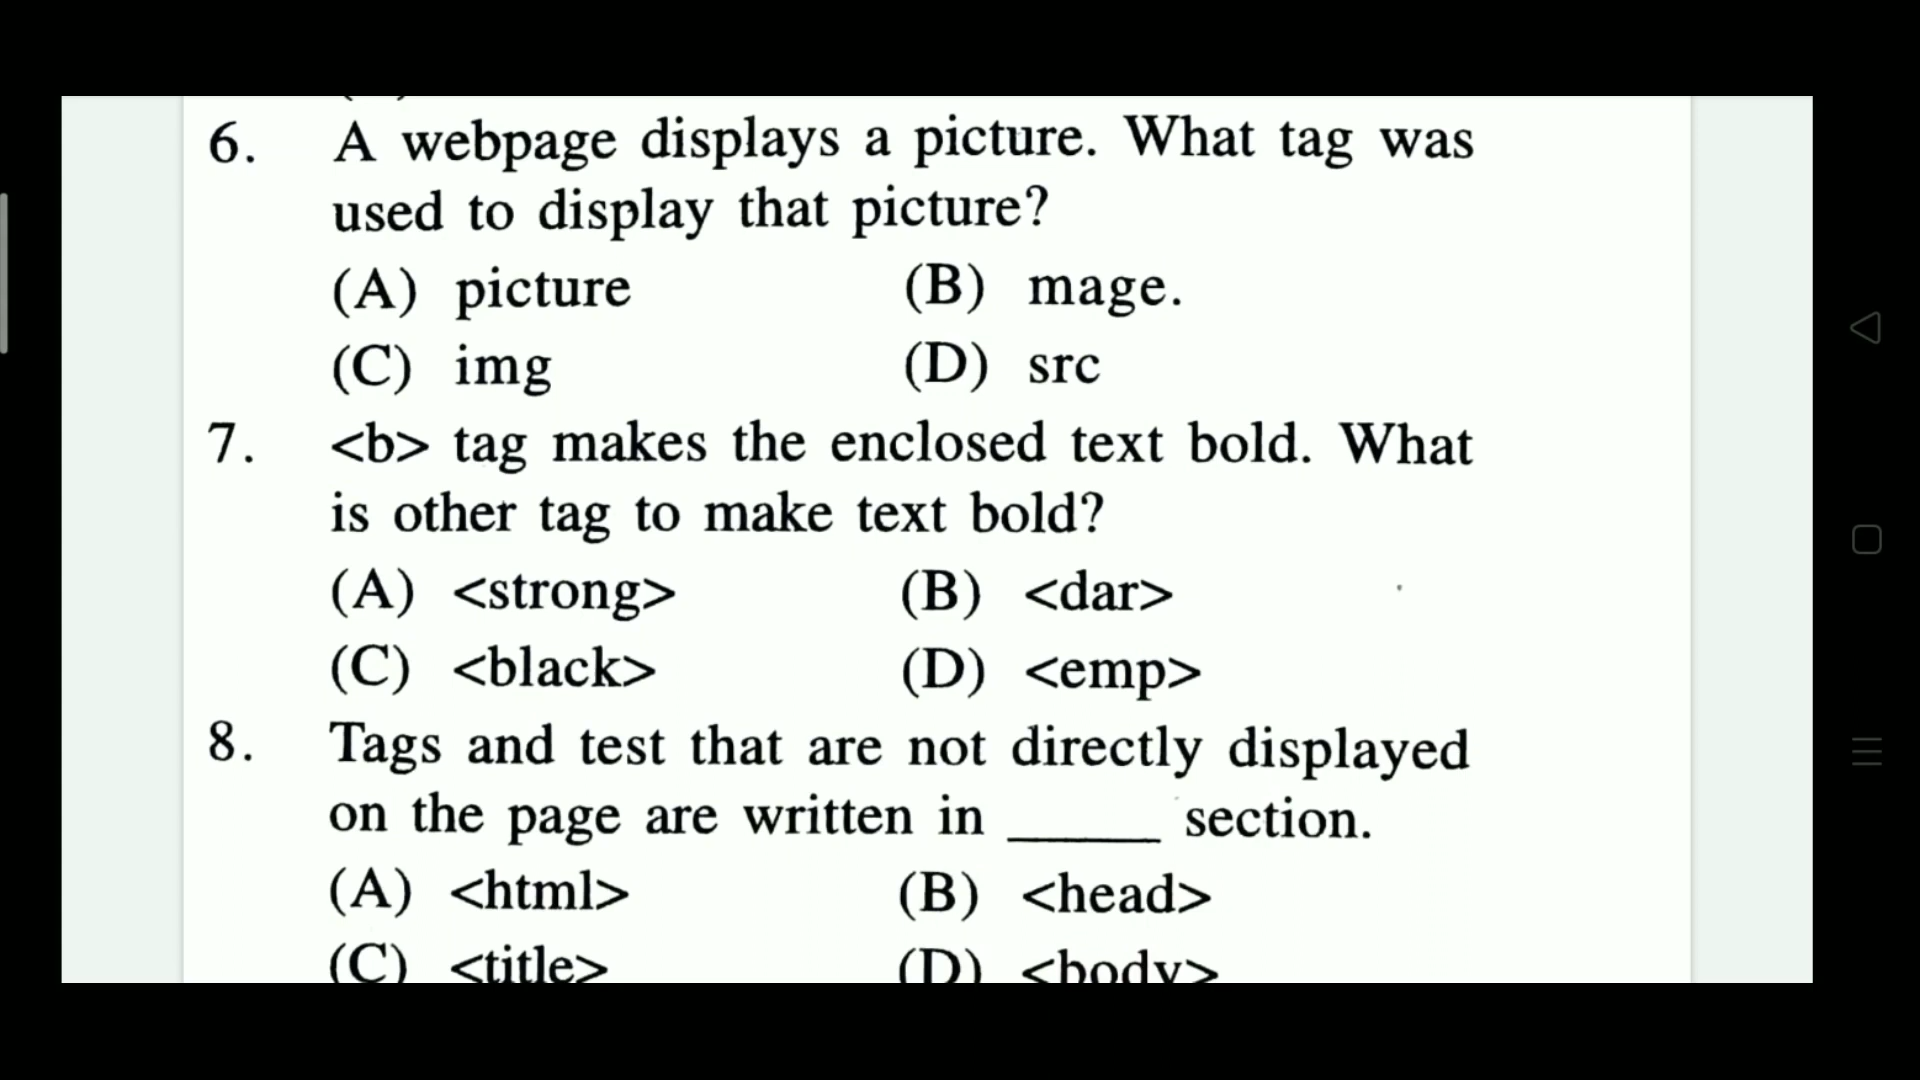 6. A webpage displays a picture. What tag was
used to display that picture?
(A) picture (B) mage.
(C) img (D) src
7. <b> tag makes the enclosed text bold. What
is other tag to make text bold?
(A) <strong> (B) <dar>
(C) <black> (D) <emp>
8. Tags and test that are not directly displayed
on the page are written in _____ section.
(A) <html> (B) <head>
(C) <title> (D) <body>